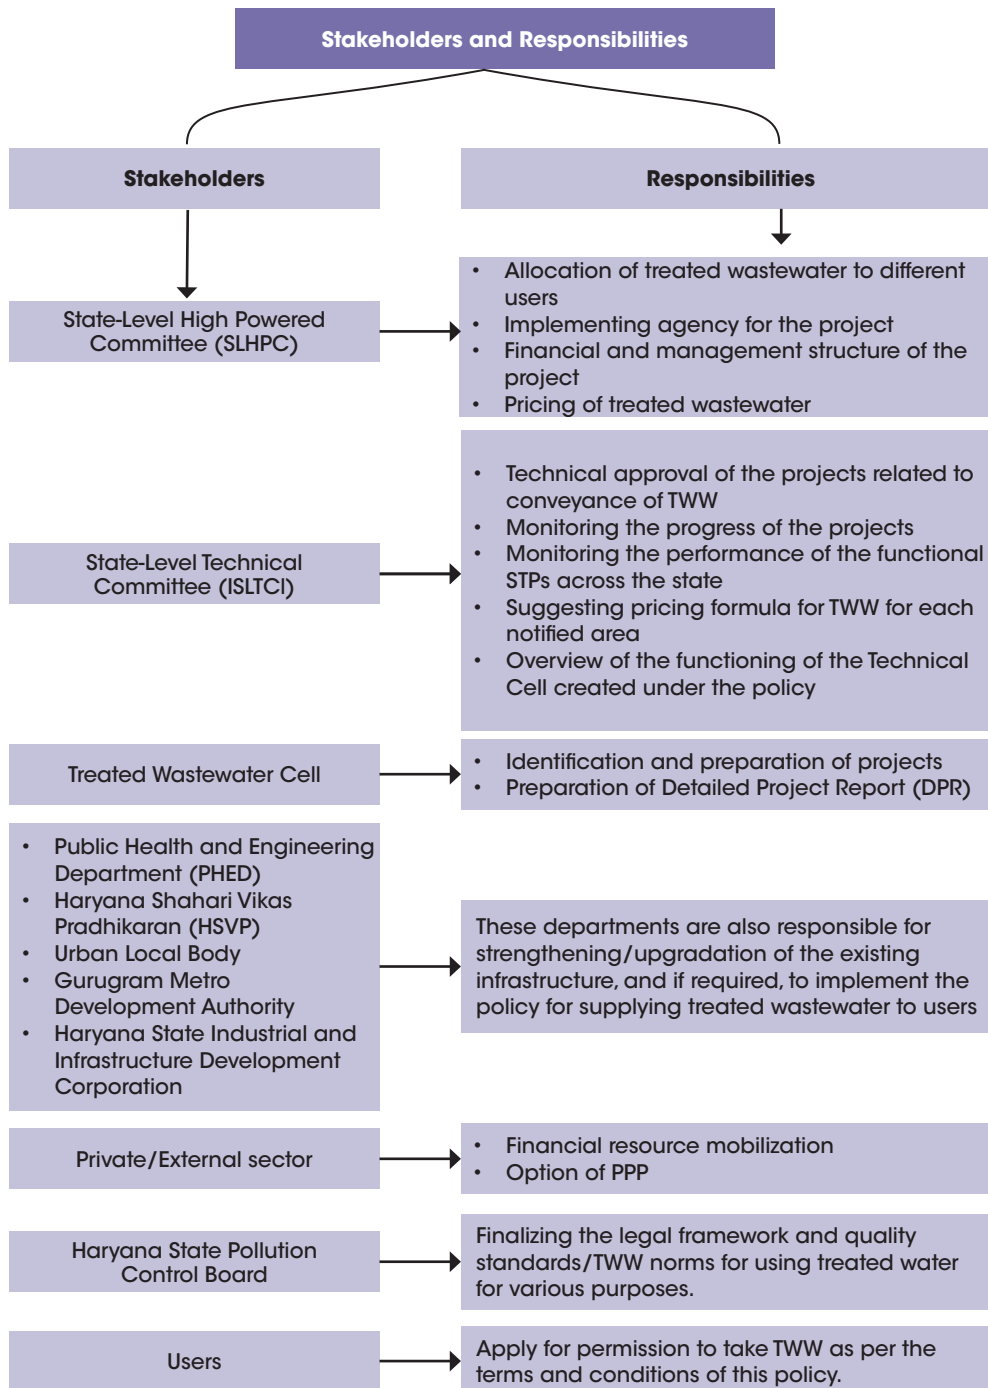 Stakeholders and Responsibilities
Stakeholders
Responsibilities
State-Level High Powered
Committee (SLHPC)
• Allocation of treated wastewater to different
users
• Implementing agency for the project
• Financial and management structure of the
project
• Pricing of treated wastewater
State-Level Technical
Committee (ISLTCI)
• Technical approval of the projects related to
conveyance of TWW
• Monitoring the progress of the projects
• Monitoring the performance of the functional
STPs across the state
• Suggesting pricing formula for TWW for each
notified area
• Overview of the functioning of the Technical
Cell created under the policy
Treated Wastewater Cell
• Identification and preparation of projects
• Preparation of Detailed Project Report (DPR)
• Public Health and Engineering
Department (PHED)
• Haryana Shahari Vikas
Pradhikaran (HSVP)
• Urban Local Body
• Gurugram Metro
Development Authority
• Haryana State Industrial and
Infrastructure Development
Corporation
These departments are also responsible for
strengthening/upgradation of the existing
infrastructure, and if required, to implement the
policy for supplying treated wastewater to users
Private/External sector
• Financial resource mobilization
• Option of PPP
Haryana State Pollution
Control Board
Finalizing the legal framework and quality
standards/TWW norms for using treated water
for various purposes.
Users
Apply for permission to take TWW as per the
terms and conditions of this policy.